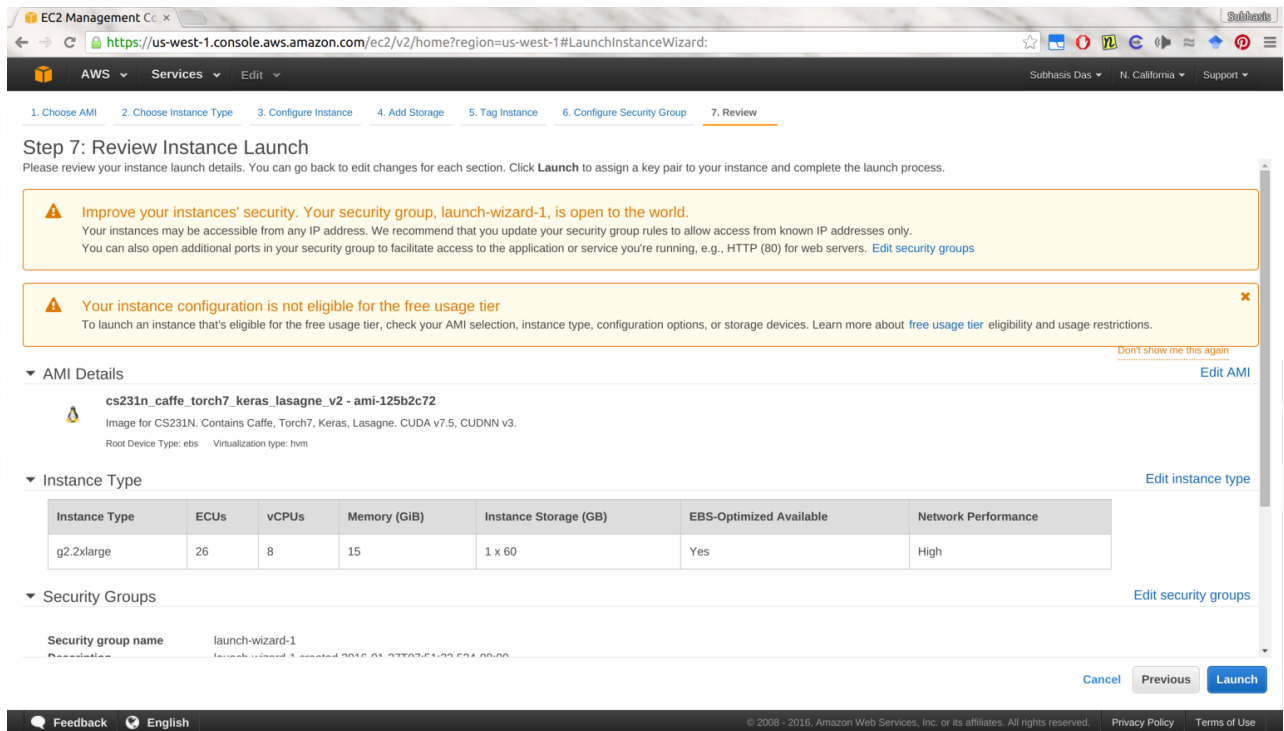 EC2 Management Co ×
Subhasis
https://us-west-1.console.aws.amazon.com/ec2/v2/home?region=us-west-1#LaunchInstanceWizard:
AWS Services Edit Subhasis Das N. California Support
1. Choose AMI 2. Choose Instance Type 3. Configure Instance 4. Add Storage 5. Tag Instance 6. Configure Security Group 7. Review
Step 7: Review Instance Launch
Please review your instance launch details. You can go back to edit changes for each section. Click Launch to assign a key pair to your instance and complete the launch process.
Improve your instances' security. Your security group, launch-wizard-1, is open to the world.
Your instances may be accessible from any IP address. We recommend that you update your security group rules to allow access from known IP addresses only.
You can also open additional ports in your security group to facilitate access to the application or service you're running, e.g., HTTP (80) for web servers. Edit security groups
Your instance configuration is not eligible for the free usage tier
To launch an instance that's eligible for the free usage tier, check your AMI selection, instance type, configuration options, or storage devices. Learn more about free usage tier eligibility and usage restrictions.
Don't show me this again
AMI Details Edit AMI
cs231n_caffe_torch7_keras_lasagne_v2 - ami-125b2c72
Image for CS231N. Contains Caffe, Torch7, Keras, Lasagne. CUDA v7.5, CUDNN v3.
Root Device Type: ebs Virtualization type: hvm
Instance Type Edit instance type
Instance Type ECUs vCPUs Memory (GiB) Instance Storage (GB) EBS-Optimized Available Network Performance
g2.2xlarge 26 8 15 1 x 60 Yes High
Security Groups Edit security groups
Security group name launch-wizard-1
Description launch-wizard-1 created
Cancel Previous Launch
Feedback English © 2008 - 2016, Amazon Web Services, Inc. or its affiliates. All rights reserved. Privacy Policy Terms of Use